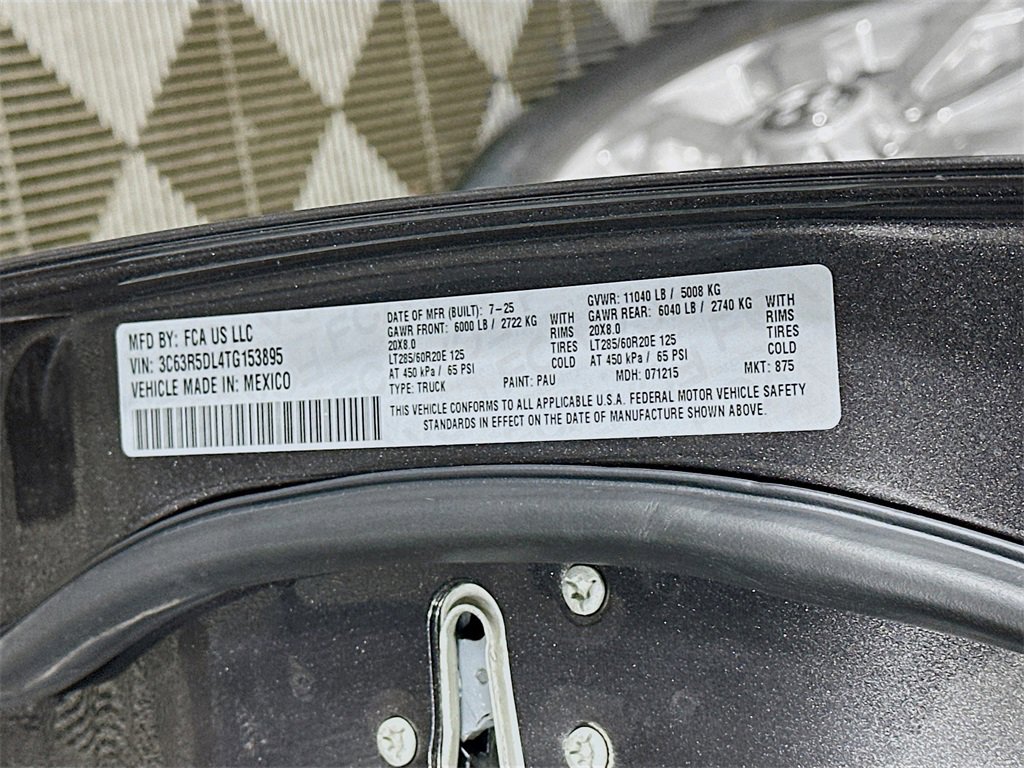 MFD BY: FCA US LLC
VIN: 3C63R5DL4TG153895
VEHICLE MADE IN: MEXICO
DATE OF MFR (BUILT): 7-25
GAWR FRONT: 6000 LB / 2722 KG WITH
20X8.0 RIMS
LT285/60R20E 125 TIRES
AT 450 kPa / 65 PSI COLD
TYPE: TRUCK PAINT: PAU
GVWR: 11040 LB / 5008 KG
GAWR REAR: 6040 LB / 2740 KG WITH
20X8.0 RIMS
LT285/60R20E 125 TIRES
AT 450 kPa / 65 PSI COLD
MDH: 071215 MKT: 875
THIS VEHICLE CONFORMS TO ALL APPLICABLE U.S.A. FEDERAL MOTOR VEHICLE SAFETY
STANDARDS IN EFFECT ON THE DATE OF MANUFACTURE SHOWN ABOVE.